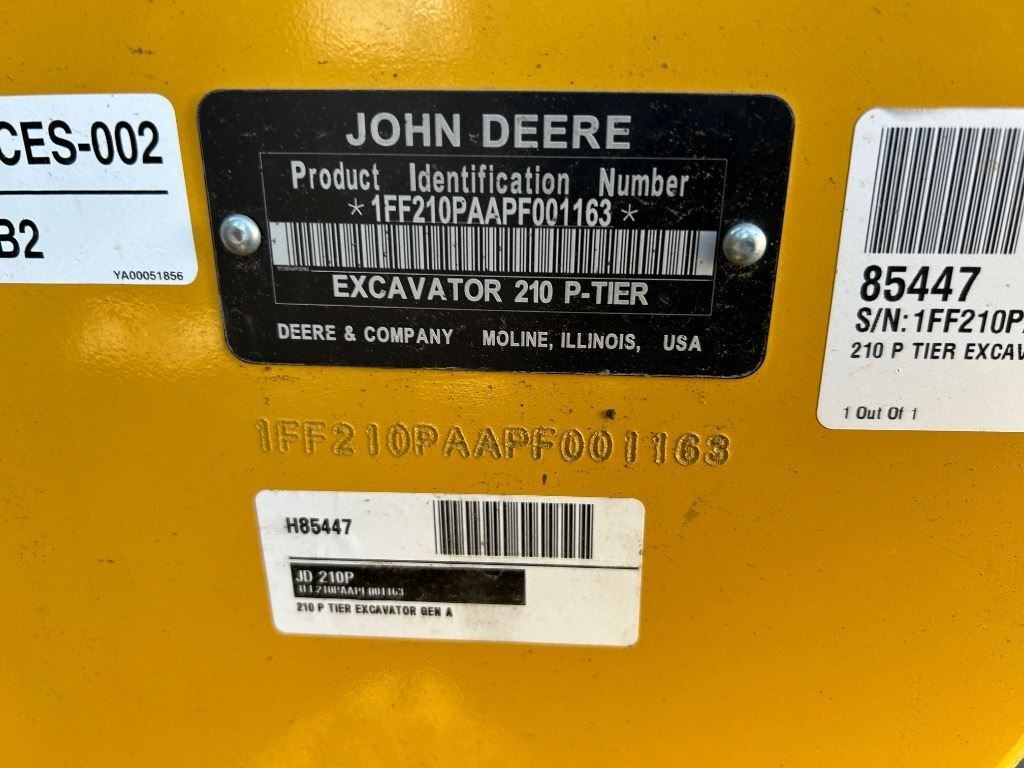 CES-002
B2
YA00051856
JOHN DEERE
Product Identification Number
*1FF210PAAPF001163*
EXCAVATOR 210 P-TIER
DEERE & COMPANY MOLINE, ILLINOIS, USA
85447
S/N: 1FF210P
210 P TIER EXCAV
1 Out Of 1
1FF210PAAPF001163
H85447
JD 210P
210 P TIER EXCAVATOR GEN A